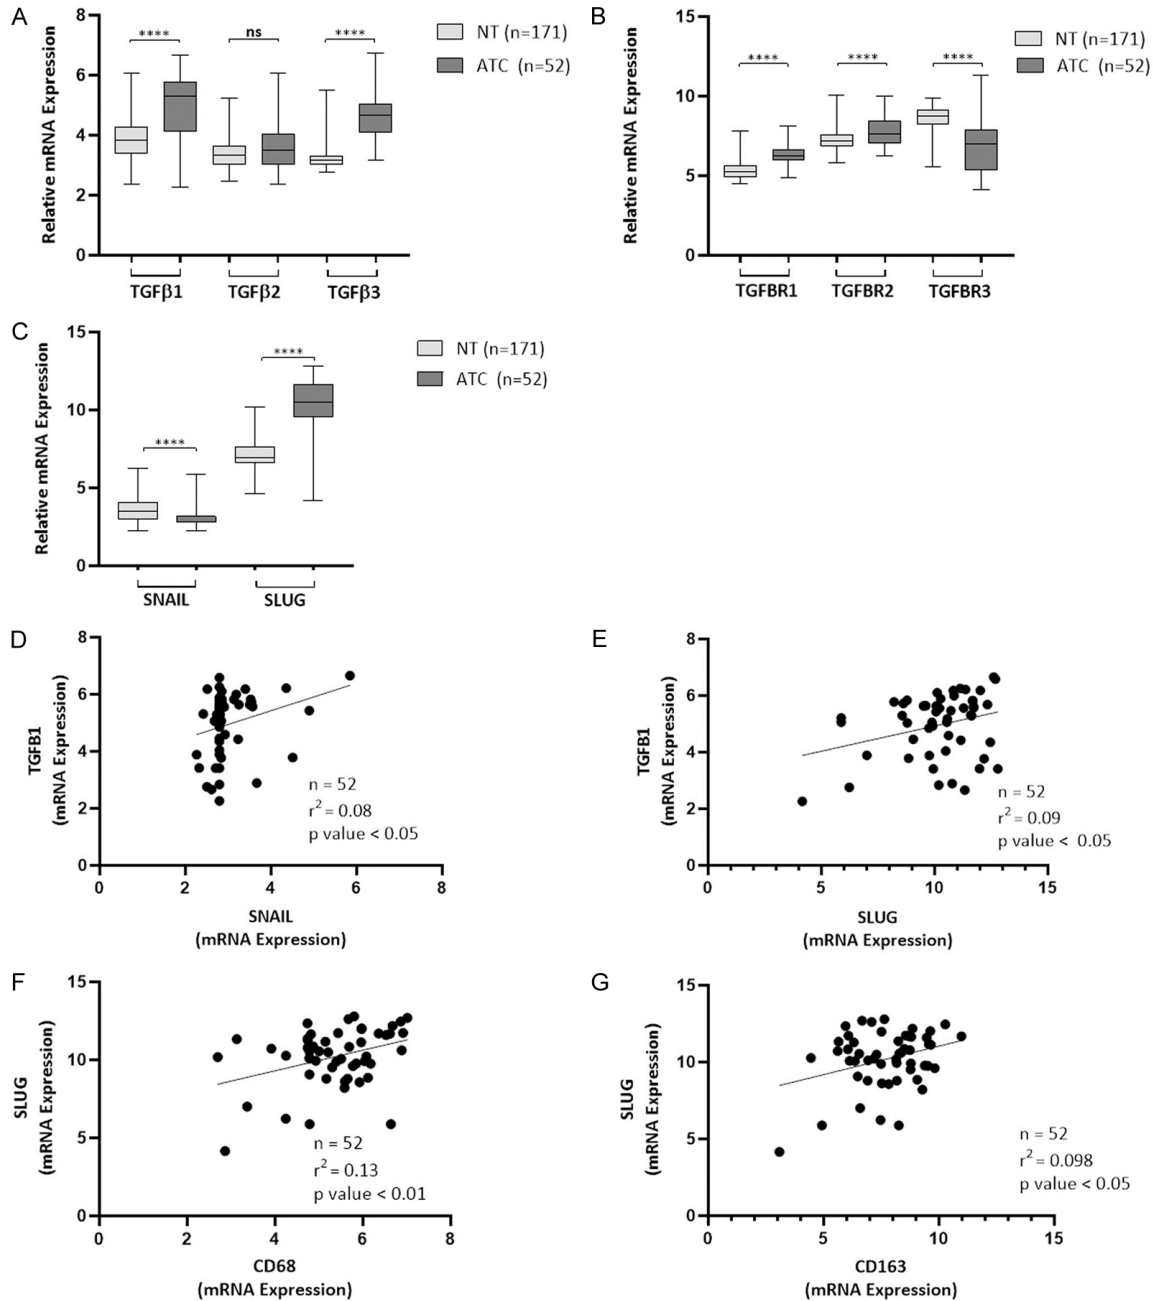 A
Relative mRNA Expression
8
6
4
2
0
****
ns
****
NT (n=171)
ATC (n=52)
TGFβ1
TGFβ2
TGFβ3
B
Relative mRNA Expression
15
10
5
0
****
****
****
NT (n=171)
ATC (n=52)
TGFBR1
TGFBR2
TGFBR3
C
Relative mRNA Expression
15
10
5
0
****
****
NT (n=171)
ATC (n=52)
SNAIL
SLUG
D
TGFB1
(mRNA Expression)
8
6
4
2
0
n = 52
r² = 0.08
p value < 0.05
0 2 4 6 8
SNAIL
(mRNA Expression)
E
TGFB1
(mRNA Expression)
8
6
4
2
0
n = 52
r² = 0.09
p value < 0.05
0 5 10 15
SLUG
(mRNA Expression)
F
SLUG
(mRNA Expression)
15
10
5
0
n = 52
r² = 0.13
p value < 0.01
0 2 4 6 8
CD68
(mRNA Expression)
G
SLUG
(mRNA Expression)
15
10
5
0
n = 52
r² = 0.098
p value < 0.05
0 5 10 15
CD163
(mRNA Expression)